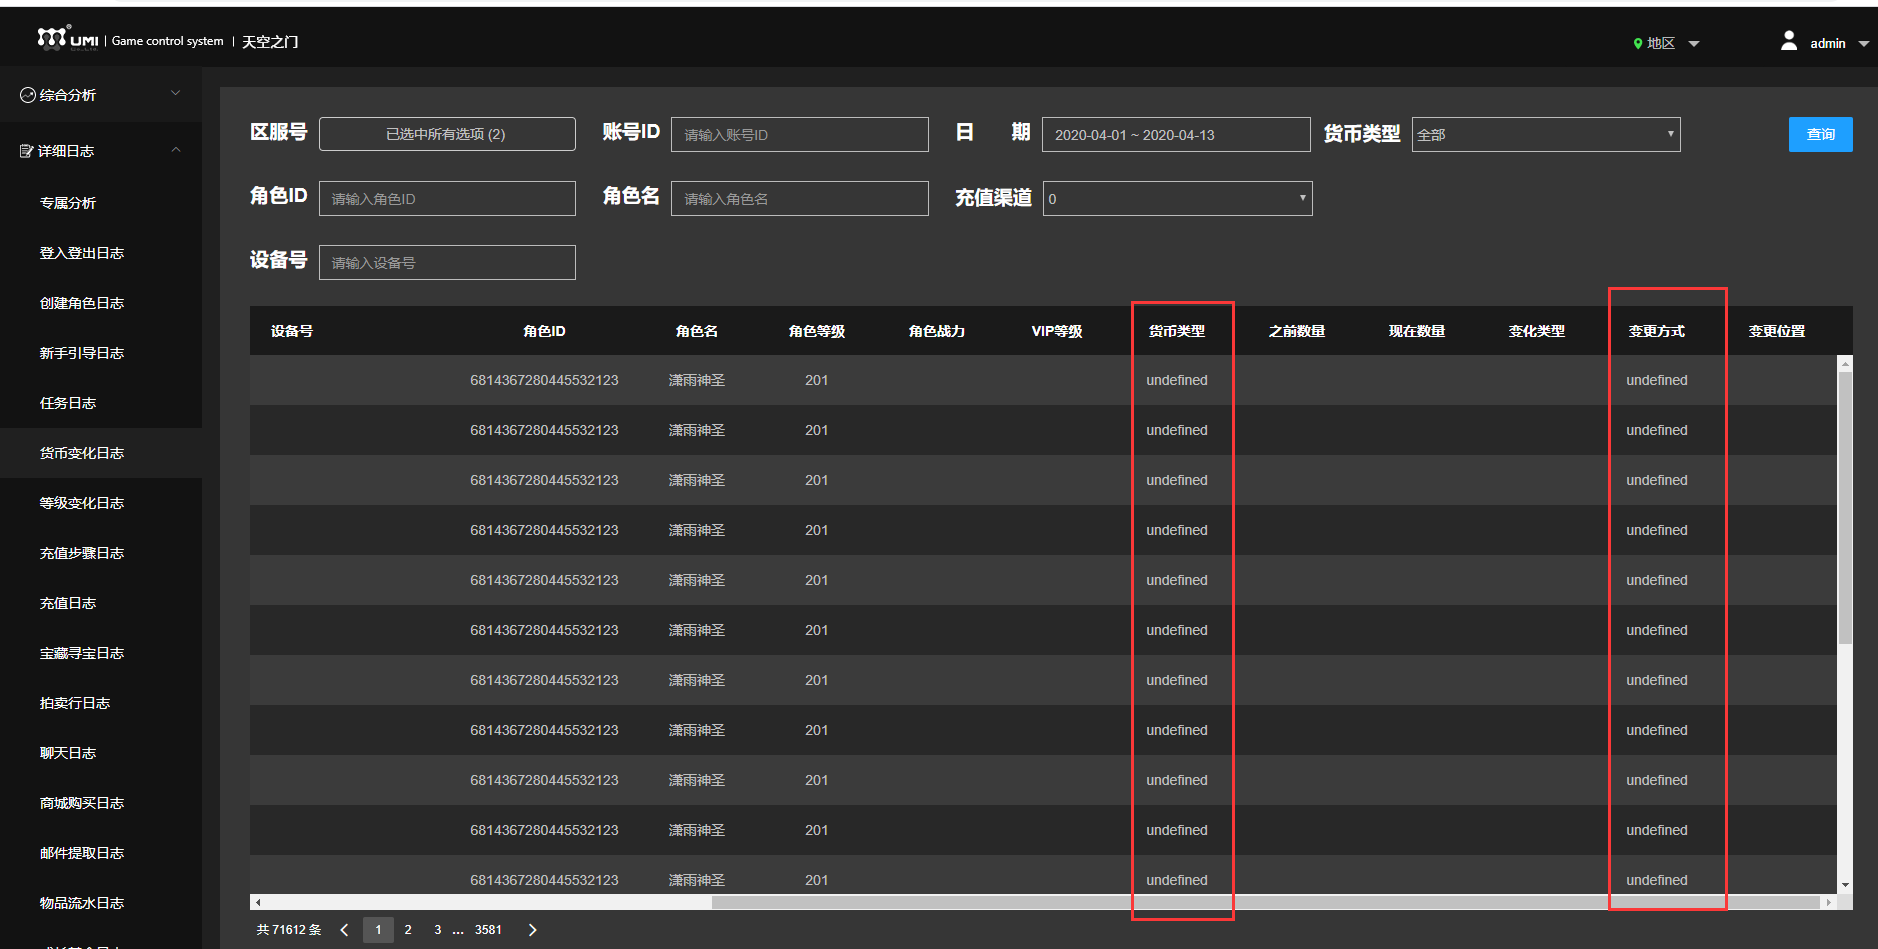 UMI | Game control system | 天空之门
地区
admin
综合分析
详细日志
专属分析
登入登出日志
创建角色日志
新手引导日志
任务日志
货币变化日志
等级变化日志
充值步骤日志
充值日志
宝藏寻宝日志
拍卖行日志
聊天日志
商城购买日志
邮件提取日志
物品流水日志
区服号 已选中所有选项 (2) 账号ID 请输入账号ID 日 期 2020-04-01 ~ 2020-04-13 货币类型 全部 查询
角色ID 请输入角色ID 角色名 请输入角色名 充值渠道 0
设备号 请输入设备号
设备号 角色ID 角色名 角色等级 角色战力 VIP等级 货币类型 之前数量 现在数量 变化类型 变更方式 变更位置
6814367280445532123 潇雨神圣 201 undefined undefined
6814367280445532123 潇雨神圣 201 undefined undefined
6814367280445532123 潇雨神圣 201 undefined undefined
6814367280445532123 潇雨神圣 201 undefined undefined
6814367280445532123 潇雨神圣 201 undefined undefined
6814367280445532123 潇雨神圣 201 undefined undefined
6814367280445532123 潇雨神圣 201 undefined undefined
6814367280445532123 潇雨神圣 201 undefined undefined
6814367280445532123 潇雨神圣 201 undefined undefined
6814367280445532123 潇雨神圣 201 undefined undefined
6814367280445532123 潇雨神圣 201 undefined undefined
共 71612 条 1 2 3 ... 3581